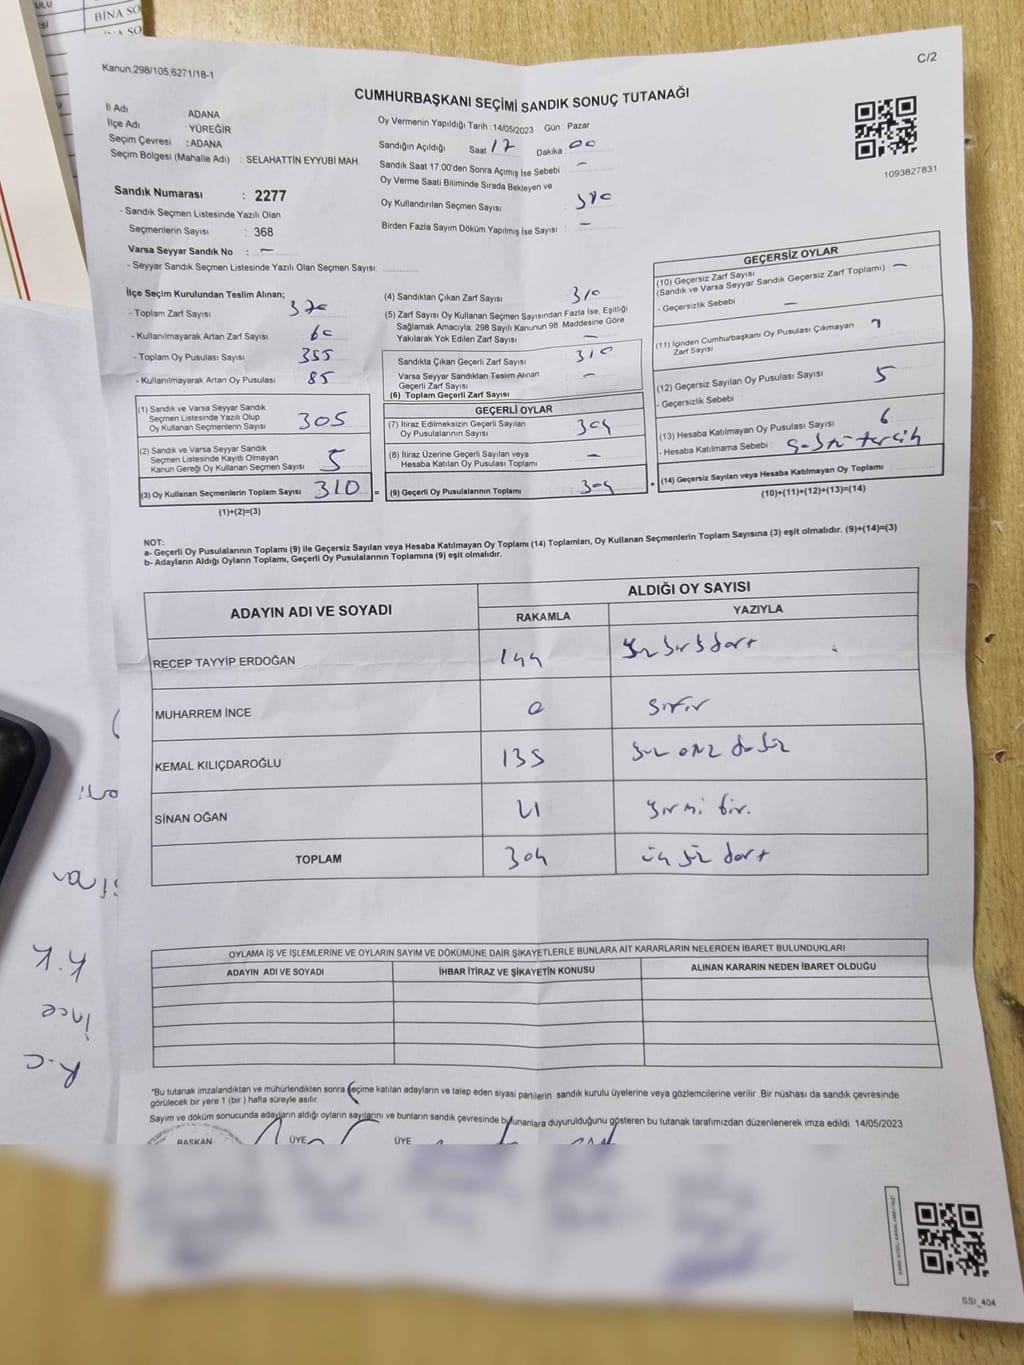 BİNA SO
C/2
Kanun.298/105,6271/18-1
CUMHURBAŞKANI SEÇİMİ SANDIK SONUÇ TUTANAĞI
İl Adı : ADANA
İlçe Adı YÜREĞİR
Seçim Çevresi : ADANA
Seçim Bölgesi (Mahalle Adı) : SELAHATTİN EYYUBİ MAH.
Oy Vermenin Yapıldığı Tarih :14/05/2023 Gün : Pazar
Sandığın Açıldığı Saat 17 Dakika 00
Sandık Saat 17.00'den Sonra Açımış İse Sebebi –
Oy Verme Saati Bitiminde Sırada Bekleyen ve
Oy Kullandırılan Seçmen Sayısı
Birden Fazla Sayım Döküm Yapılmış İse Sayısı : –
1093827831
Sandık Numarası : 2277
- Sandık Seçmen Listesinde Yazılı Olan
Seçmenlerin Sayısı : 368
Varsa Seyyar Sandık No : –
- Seyyar Sandık Seçmen Listesinde Yazılı Olan Seçmen Sayısı:
İlçe Seçim Kurulundan Teslim Alınan;
- Toplam Zarf Sayısı 370
- Kullanılmayarak Artan Zarf Sayısı 60
- Toplam Oy Pusulası Sayısı
- Kullanılmayarak Artan Oy Pusulası 85
(1) Sandık ve Varsa Seyyar Sandık
Seçmen Listesinde Yazılı Olup
Oy Kullanan Seçmenlerin Sayısı 305
(2) Sandık ve Varsa Seyyar Sandık
Seçmen Listesinde Kayıtlı Olmayan
Kanun Gereği Oy Kullanan Seçmen Sayısı 5
(3) Oy Kullanan Seçmenlerin Toplam Sayısı 310 =
(1)+(2)=(3)
(4) Sandıktan Çıkan Zarf Sayısı 310
(5) Zarf Sayısı Oy Kullanan Seçmen Sayısından Fazla İse, Eşitliği
Sağlamak Amacıyla; 298 Sayılı Kanunun 98. Maddesine Göre
Yakılarak Yok Edilen Zarf Sayısı –
Sandıkta Çıkan Geçerli Zarf Sayısı 310
Varsa Seyyar Sandıktan Teslim Alınan
Geçerli Zarf Sayısı –
(6) Toplam Geçerli Zarf Sayısı
GEÇERLİ OYLAR
(7) İtiraz Edilmeksizin Geçerli Sayılan
Oy Pusulalarının Sayısı 304
(8) İtiraz Üzerine Geçerli Sayılan veya
Hesaba Katılan Oy Pusulası Toplamı –
(9) Geçerli Oy Pusulalarının Toplamı 304 +
GEÇERSİZ OYLAR
(10) Geçersiz Zarf Sayısı
(Sandık ve Varsa Seyyar Sandık Geçersiz Zarf Toplamı) –
- Geçersizlik Sebebi –
(11) İçinden Cumhurbaşkanı Oy Pusulası Çıkmayan
Zarf Sayısı
(12) Geçersiz Sayılan Oy Pusulası Sayısı 5
- Geçersizlik Sebebi
(13) Hesaba Katılmayan Oy Pusulası Sayısı 6
- Hesaba Katılmama Sebebi :
(14) Geçersiz Sayılan veya Hesaba Katılmayan Oy Toplamı
(10)+(11)+(12)+(13)=(14)
NOT:
a- Geçerli Oy Pusulalarının Toplamı (9) ile Geçersiz Sayılan veya Hesaba Katılmayan Oy Toplamı (14) Toplamları, Oy Kullanan Seçmenlerin Toplam Sayısına (3) eşit olmalıdır. (9)+(14)=(3)
b- Adayların Aldığı Oyların Toplamı, Geçerli Oy Pusulalarının Toplamına (9) eşit olmalıdır.
ADAYIN ADI VE SOYADI ALDIĞI OY SAYISI
RAKAMLA YAZIYLA
RECEP TAYYİP ERDOĞAN 144 yüz kırk dört
MUHARREM İNCE 0 sıfır
KEMAL KILIÇDAROĞLU 139 yüz otuz dokuz
SİNAN OĞAN 21 yirmi bir.
TOPLAM 304 üç yüz dört
OYLAMA İŞ VE İŞLEMLERİNE VE OYLARIN SAYIM VE DÖKÜMÜNE DAİR ŞİKAYETLERLE BUNLARA AİT KARARLARIN NELERDEN İBARET BULUNDUKLARI
ADAYIN ADI VE SOYADI İHBAR İTİRAZ VE ŞİKAYETİN KONUSU ALINAN KARARIN NEDEN İBARET OLDUĞU
*Bu tutanak imzalandıktan ve mühürlendikten sonra seçime katılan adayların ve talep eden siyasi partilerin sandık kurulu üyelerine veya gözlemcilerine verilir. Bir nüshası da sandık çevresinde
görülecek bir yere 1 (bir ) hafta süreyle asılır.
Sayım ve döküm sonucunda adayların aldığı oyların sayılarını ve bunların sandık çevresinde bulunanlara duyurulduğunu gösteren bu tutanak tarafımızdan düzenlenerek imza edildi. 14/05/2023
BAŞKAN ÜYE ÜYE
SSI_404
K.K
ince
R.C